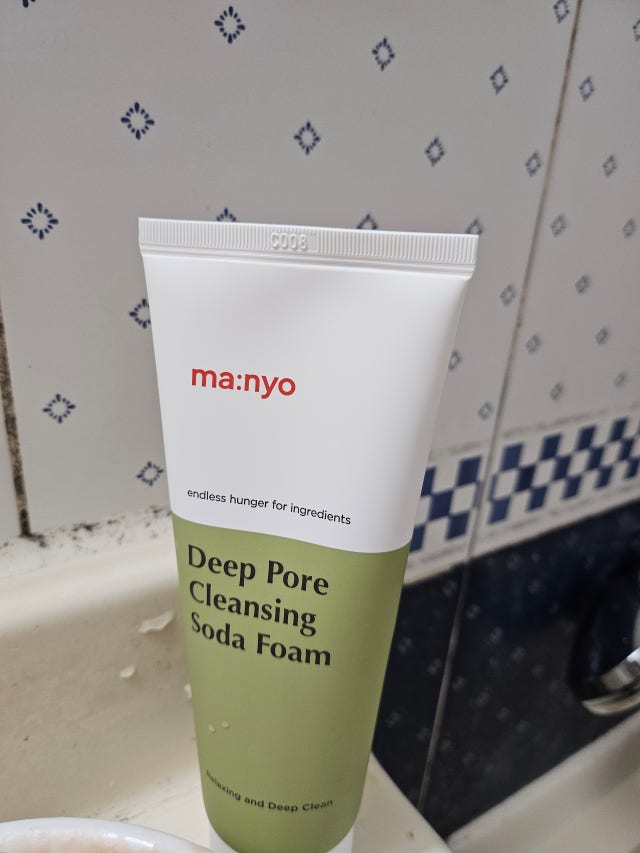 C008
ma:nyo
endless hunger for ingredients
Deep Pore
Cleansing
Soda Foam
Relaxing and Deep Clean